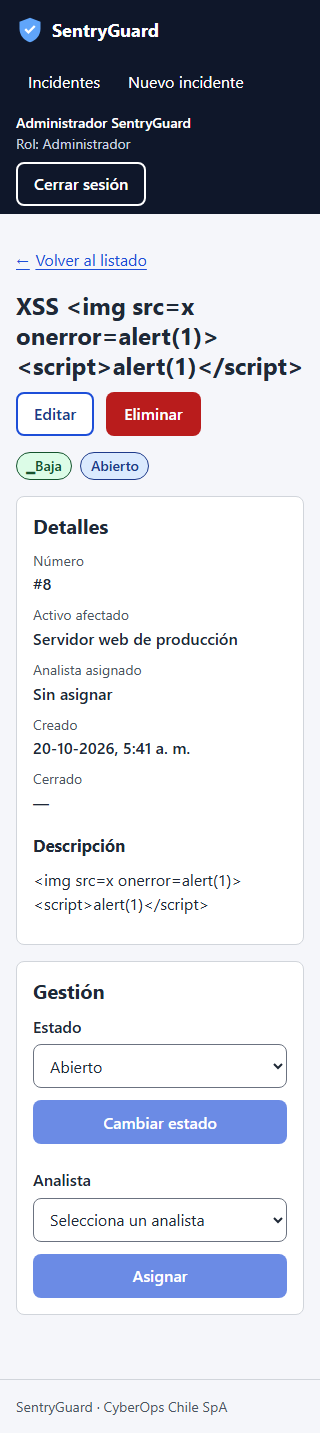 SentryGuard
Incidentes Nuevo incidente
Administrador SentryGuard
Rol: Administrador
Cerrar sesión
← Volver al listado
XSS <img src=x
onerror=alert(1)>
<script>alert(1)</script>
Editar Eliminar
▁Baja Abierto
Detalles
Número
#8
Activo afectado
Servidor web de producción
Analista asignado
Sin asignar
Creado
20-10-2026, 5:41 a. m.
Cerrado
—
Descripción
<img src=x onerror=alert(1)>
<script>alert(1)</script>
Gestión
Estado
Abierto
Cambiar estado
Analista
Selecciona un analista
Asignar
SentryGuard · CyberOps Chile SpA